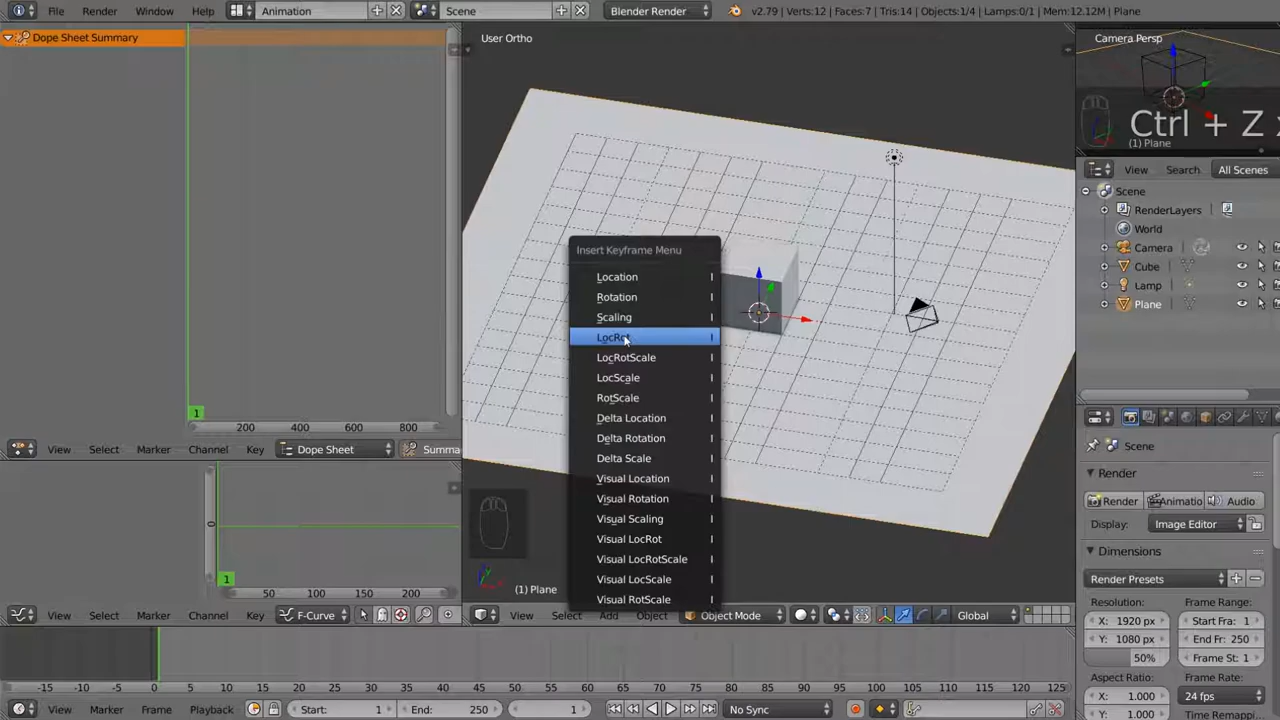 File Render Window Help Animation Scene Blender Render v2.79 | Verts:12 | Faces:7 | Tris:14 | Objects:1/4 | Lamps:0/1 | Mem:12.12M | Plane
Dope Sheet Summary
User Ortho
Camera Persp
Ctrl + Z
(1) Plane
View Search All Scenes
Scene
RenderLayers
World
Camera
Cube
Lamp
Plane
Insert Keyframe Menu
Location I
Rotation I
Scaling I
LocRot I
LocRotScale I
LocScale I
RotScale I
Delta Location I
Delta Rotation I
Delta Scale I
Visual Location I
Visual Rotation I
Visual Scaling I
Visual LocRot I
Visual LocRotScale I
Visual LocScale I
Visual RotScale I
1
200 400 600 800
View Select Marker Channel Key Dope Sheet Summa
0
1
50 100 150 200
(1) Plane
View Select Marker Channel Key F-Curve
View Select Add Object Object Mode Global
Scene
Render
Render Animatio Audio
Display: Image Editor
Dimensions
Render Presets
Resolution: Frame Range:
X: 1920 px Start Fra: 1
Y: 1080 px End Fr: 250
50% Frame St: 1
Aspect Ratio: Frame Rate:
X: 1.000 24 fps
Y: 1.000 Time Remapping
-15 -10 -5 0 5 10 15 20 25 30 35 40 45 50 55 60 65 70 75 80 85 90 95 100 105 110 115 120 125
View Marker Frame Playback Start: 1 End: 250 1 No Sync